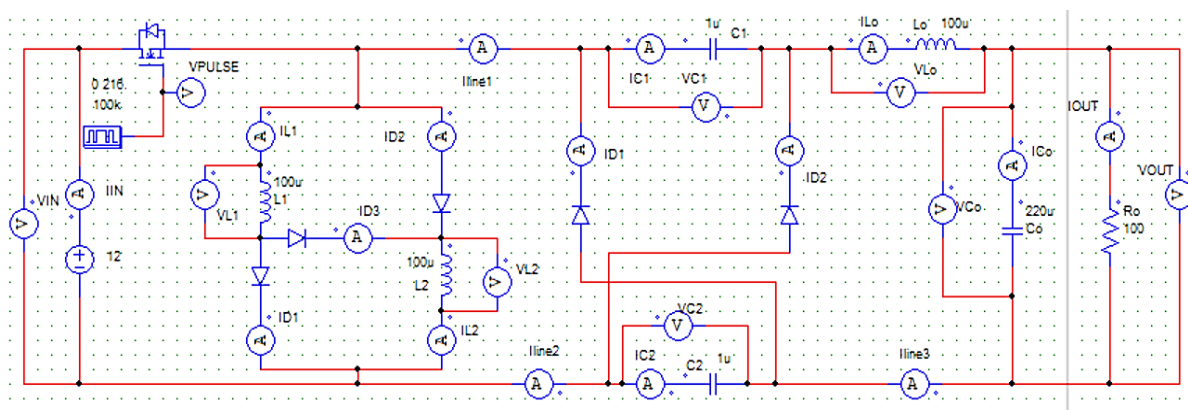 1u
C1
Lo
100u
ILo
VPULSE
A
A
A
V
Iline1
IC1
VC1
VLo
0 216.
100k
V
V
IOUT
IL1
ID2
A
A
A
ID1
A
ID2
A
ICo
A
VOUT
VIN
IIN
A
V
VL1
100u
L1
ID3
A
V
VCo
V
220u
Co
Ro
100
V
V
12
100u
L2
V
VL2
ID1
A
IL2
A
VC2
V
Iline2
A
IC2
A
C2
1u
Iline3
A